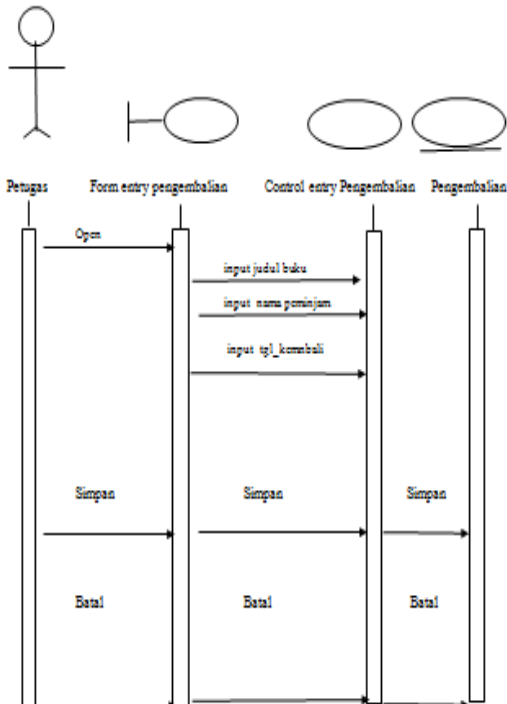 Petugas Form entry pengembalian Control entry Pengembalian Pengembalian
Open
input judul buku
input nama peminjam
input tgl_kembali
Simpan Simpan Simpan
Batal Batal Batal